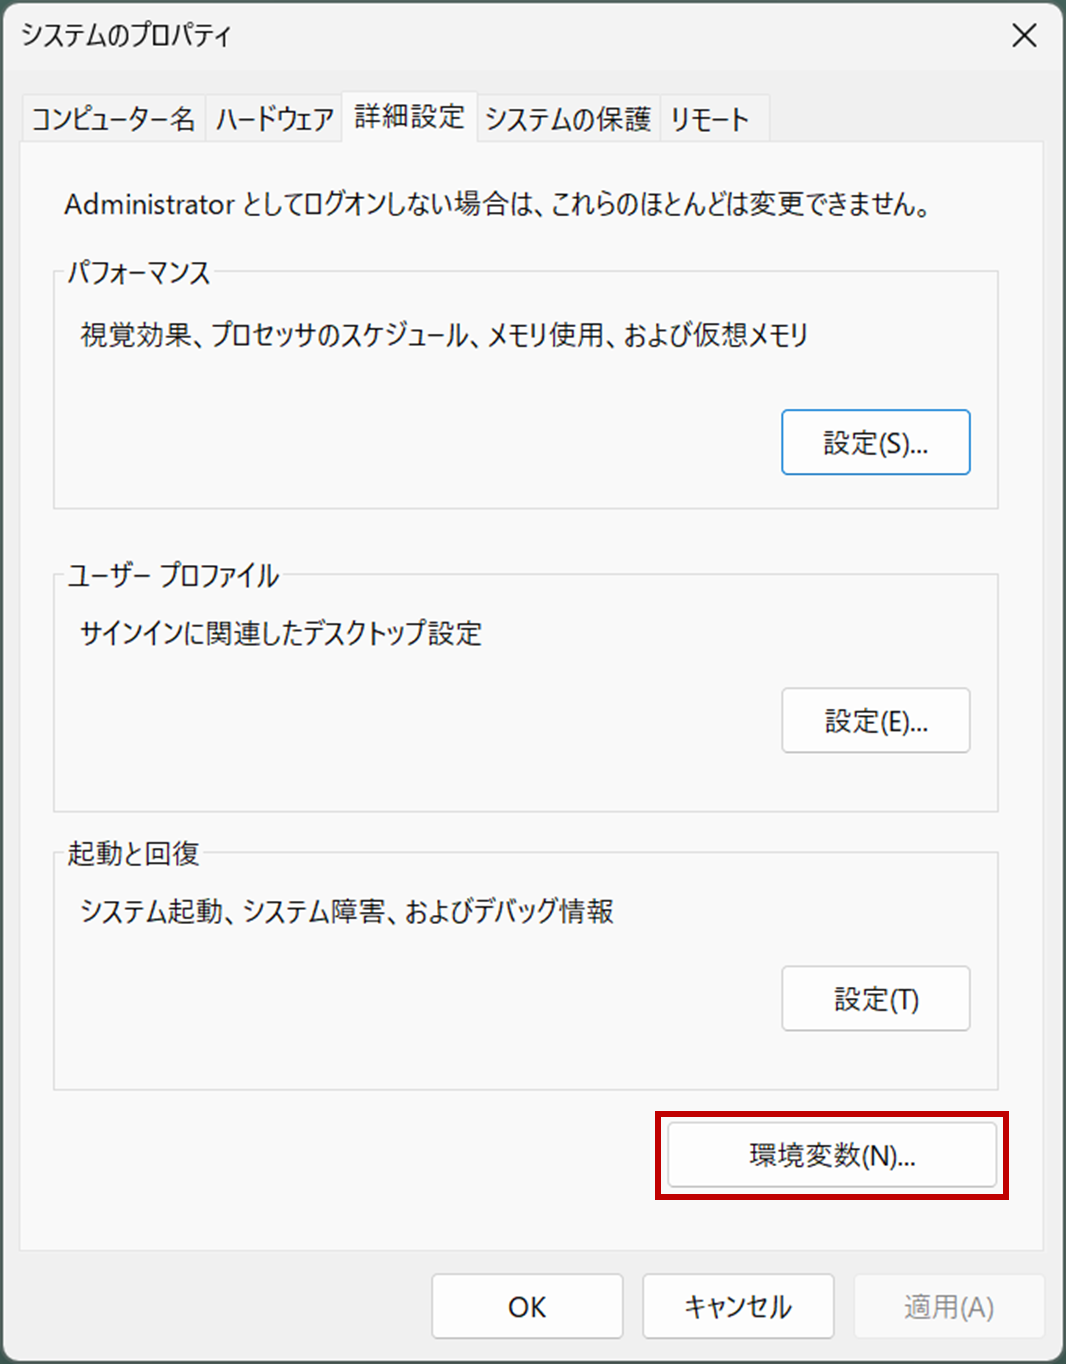 システムのプロパティ
コンピューター名 ハードウェア 詳細設定 システムの保護 リモート
Administrator としてログオンしない場合は、これらのほとんどは変更できません。
パフォーマンス
視覚効果、プロセッサのスケジュール、メモリ使用、および仮想メモリ
設定(S)...
ユーザー プロファイル
サインインに関連したデスクトップ設定
設定(E)...
起動と回復
システム起動、システム障害、およびデバッグ情報
設定(T)
環境変数(N)...
OK キャンセル 適用(A)